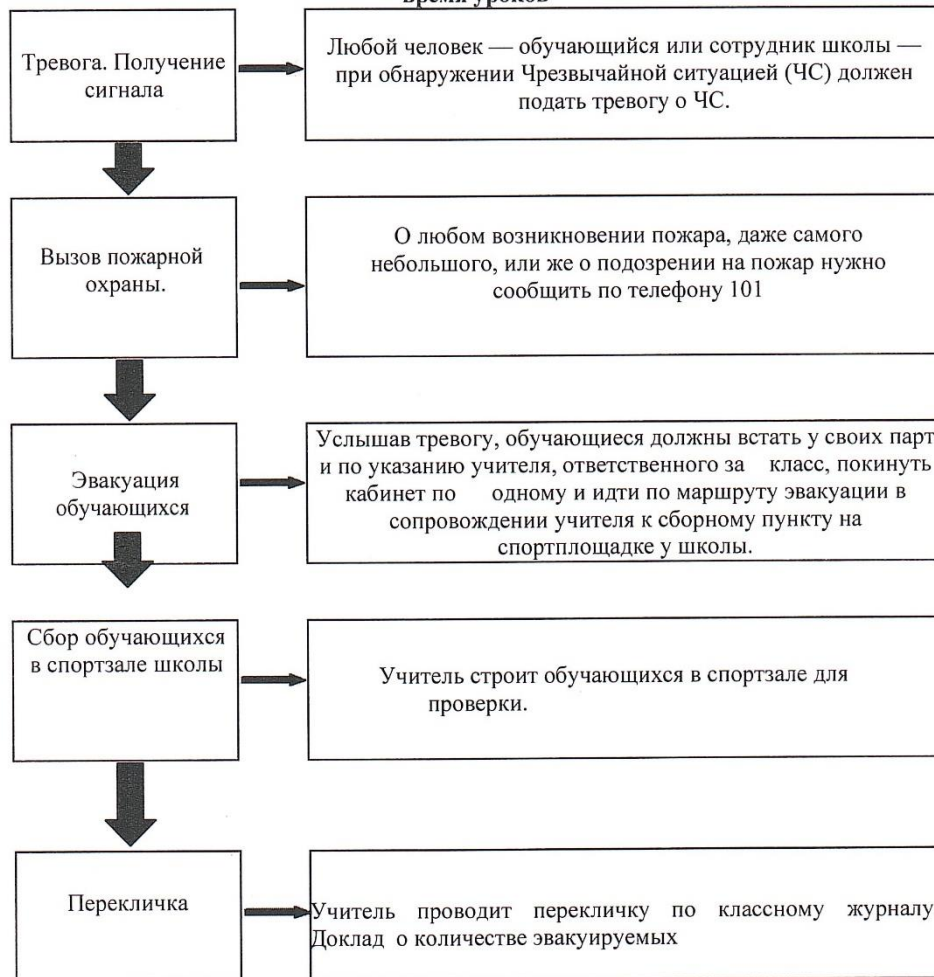 время уроков
Тревога. Получение
сигнала
Любой человек — обучающийся или сотрудник школы —
при обнаружении Чрезвычайной ситуацией (ЧС) должен
подать тревогу о ЧС.
Вызов пожарной
охраны.
О любом возникновении пожара, даже самого
небольшого, или же о подозрении на пожар нужно
сообщить по телефону 101
Эвакуация
обучающихся
Услышав тревогу, обучающиеся должны встать у своих парт
и по указанию учителя, ответственного за класс, покинуть
кабинет по одному и идти по маршруту эвакуации в
сопровождении учителя к сборному пункту на
спортплощадке у школы.
Сбор обучающихся
в спортзале школы
Учитель строит обучающихся в спортзале для
проверки.
Перекличка
Учитель проводит перекличку по классному журналу
Доклад о количестве эвакуируемых